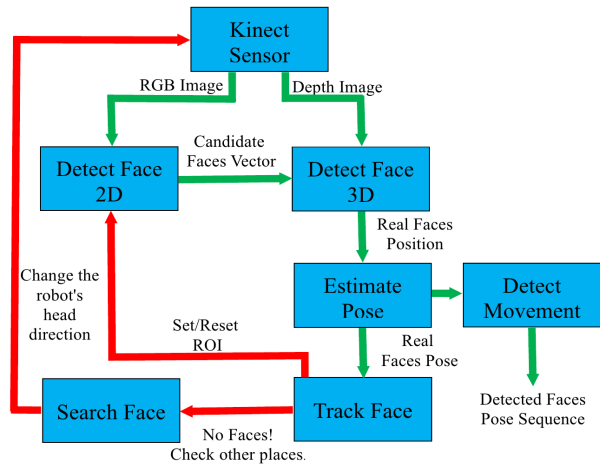 Kinect
Sensor
RGB Image
Depth Image
Candidate
Faces Vector
Detect Face
2D
Detect Face
3D
Real Faces
Position
Change the
robot's
head
direction
Estimate
Pose
Detect
Movement
Set/Reset
ROI
Real
Faces Pose
Search Face
Track Face
Detected Faces
Pose Sequence
No Faces!
Check other places.